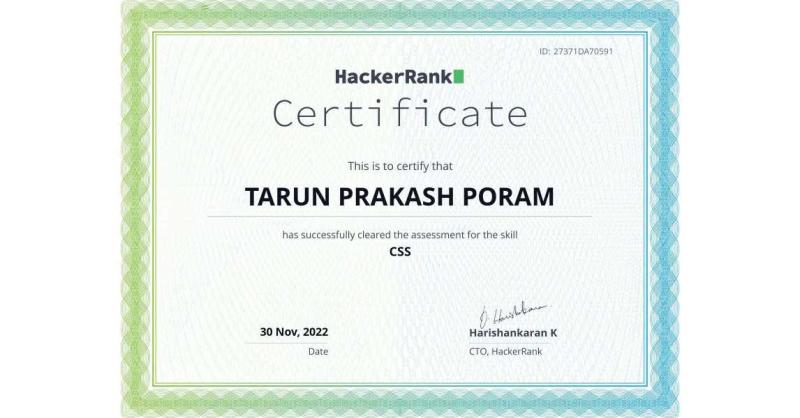 ID: 27371DA70591
HackerRank
Certificate
This is to certify that
TARUN PRAKASH PORAM
has successfully cleared the assessment for the skill
CSS
30 Nov, 2022
Date
Harishankaran K
CTO, HackerRank